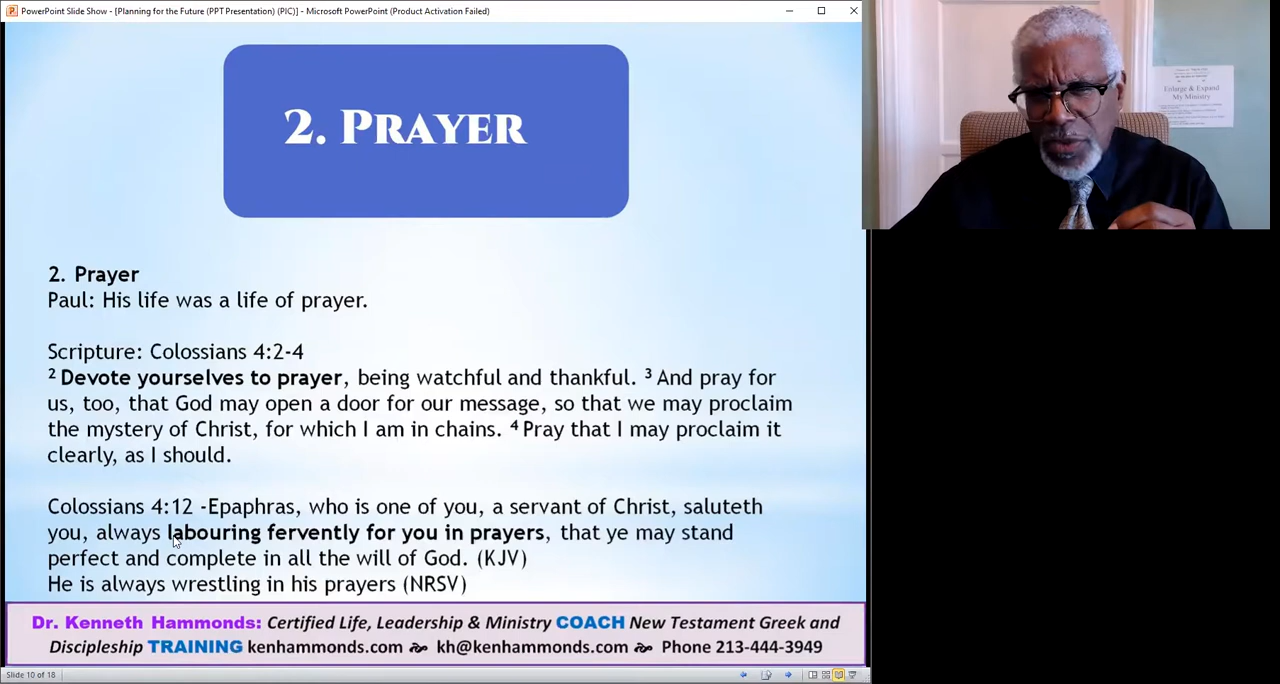 PowerPoint Slide Show - [Planning for the Future (PPT Presentation) (PIC)] - Microsoft PowerPoint (Product Activation Failed)
2. PRAYER
Enlarge & Expand
My Ministry
2. Prayer
Paul: His life was a life of prayer.
Scripture: Colossians 4:2-4
2 Devote yourselves to prayer, being watchful and thankful. 3 And pray for
us, too, that God may open a door for our message, so that we may proclaim
the mystery of Christ, for which I am in chains. 4 Pray that I may proclaim it
clearly, as I should.
Colossians 4:12 -Epaphras, who is one of you, a servant of Christ, saluteth
you, always labouring fervently for you in prayers, that ye may stand
perfect and complete in all the will of God. (KJV)
He is always wrestling in his prayers (NRSV)
Dr. Kenneth Hammonds: Certified Life, Leadership & Ministry COACH New Testament Greek and
Discipleship TRAINING kenhammonds.com kh@kenhammonds.com Phone 213-444-3949
Slide 10 of 18